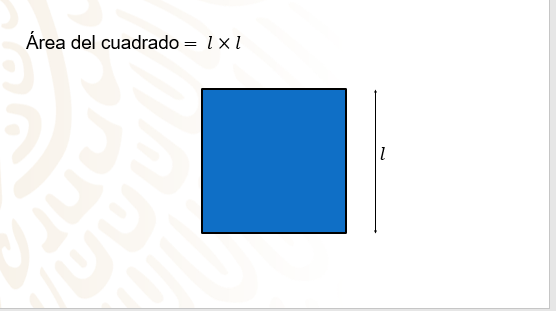 Área del cuadrado = l × l
l